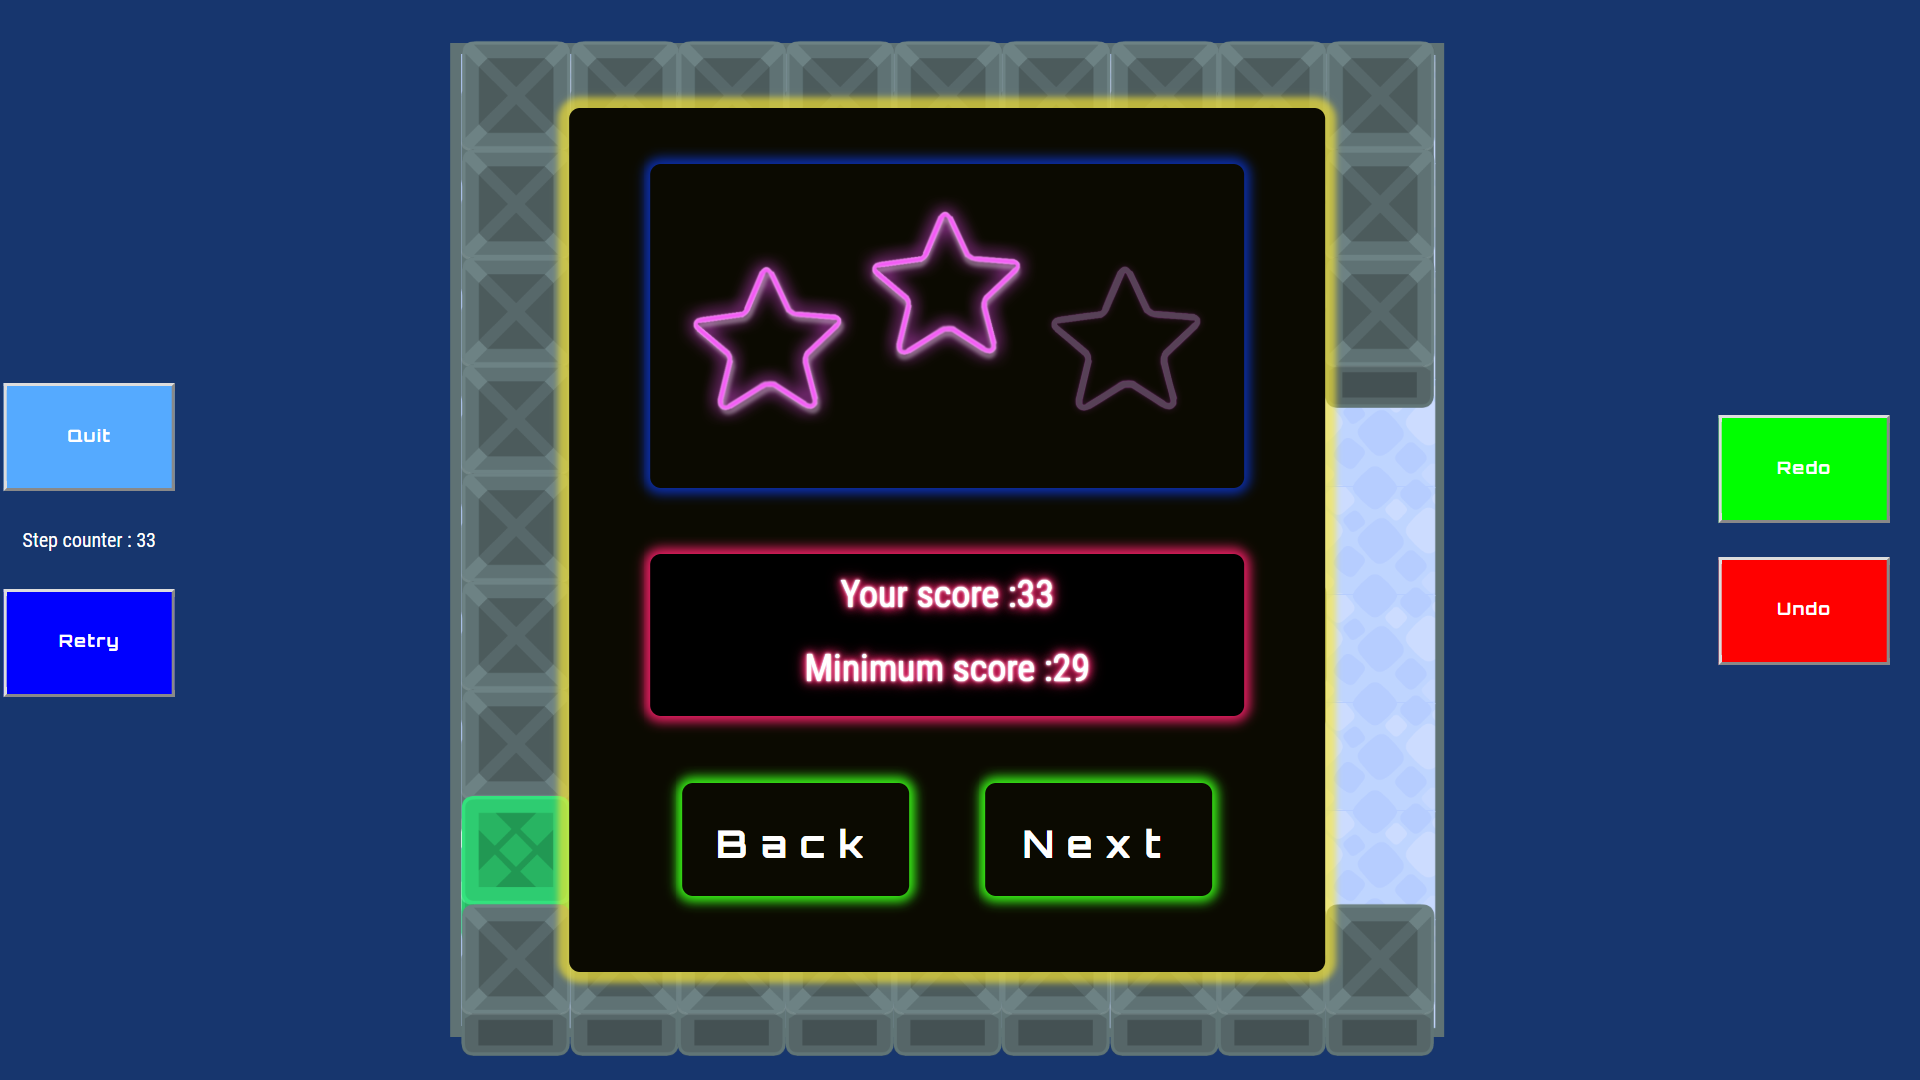 Quit
Step counter : 33
Retry
Your score :33
Minimum score :29
Back
Next
Redo
Undo